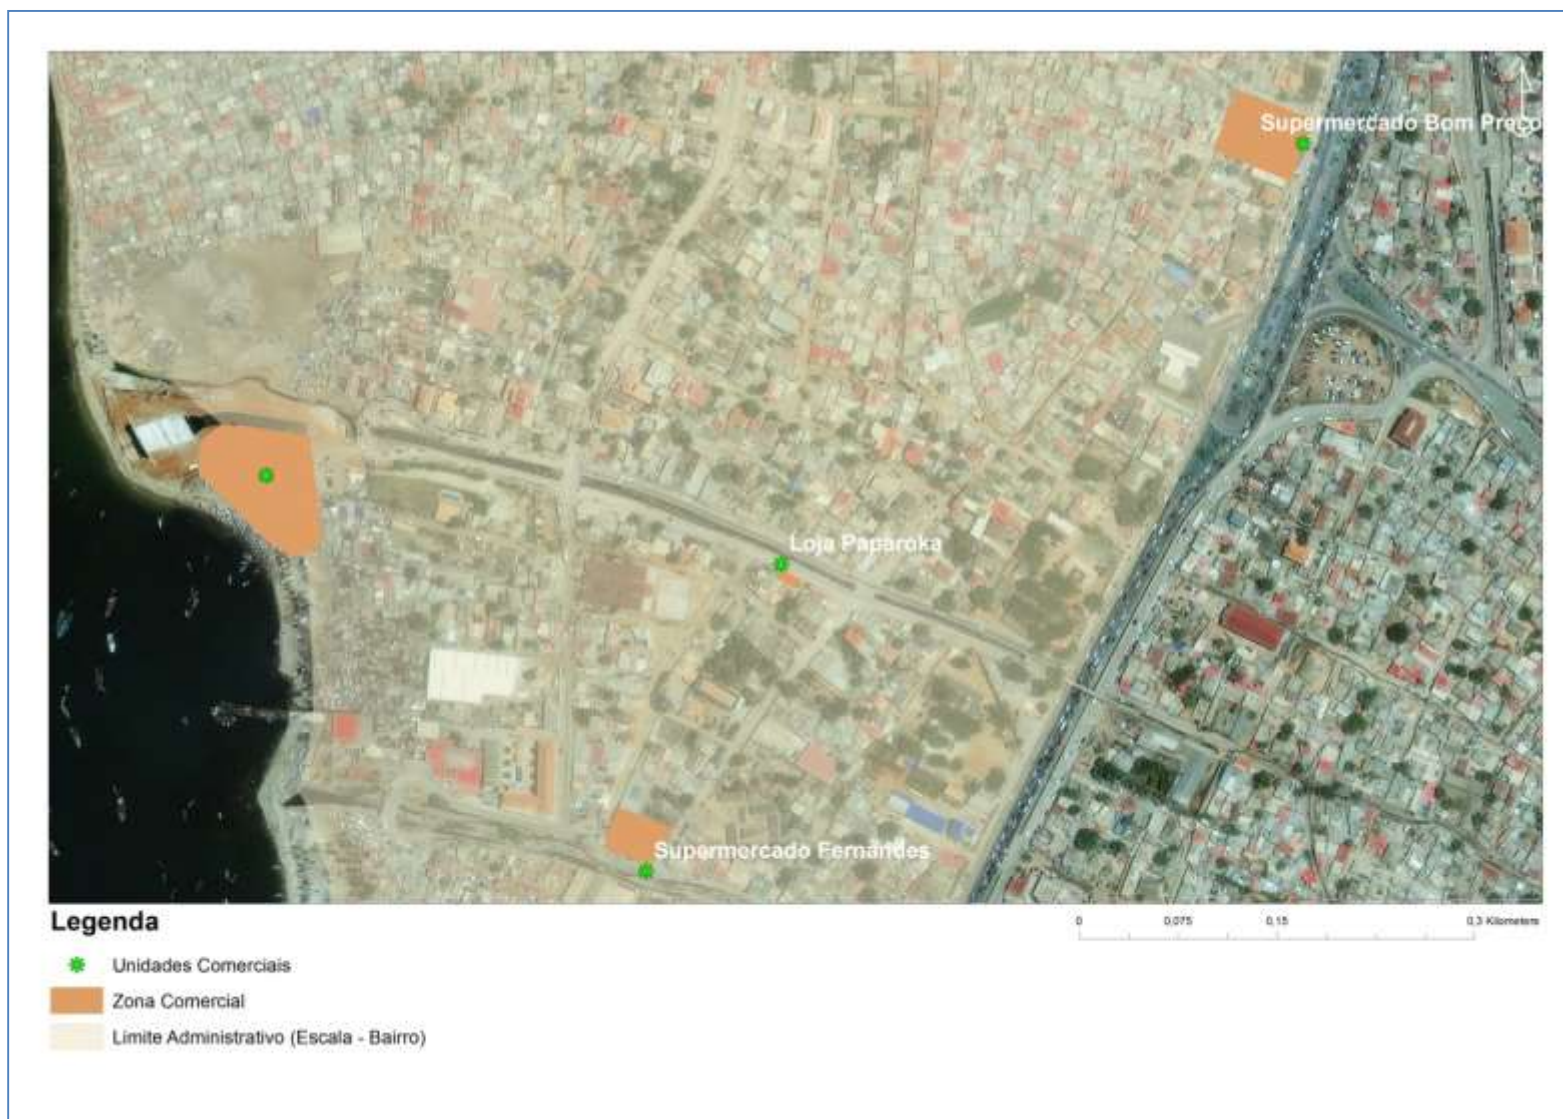 Supermercado Bom Preço
Loja Paparoka
Supermercado Fernandes
Legenda
0 0,075 0,15 0,3 Kilometers
Unidades Comerciais
Zona Comercial
Limite Administrativo (Escala - Bairro)